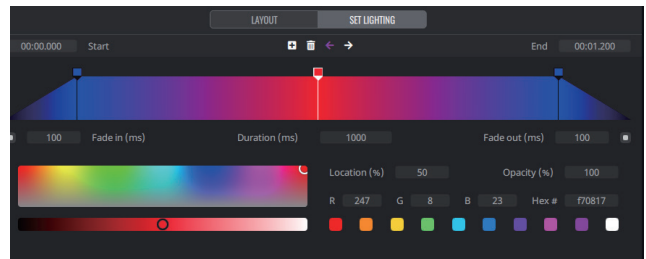 LAYOUT SET LIGHTING
00:00.000 Start End 00:01.200
100 Fade in (ms) Duration (ms) 1000 Fade out (ms) 100
Location (%) 50 Opacity (%) 100
R 247 G 8 B 23 Hex # f70817